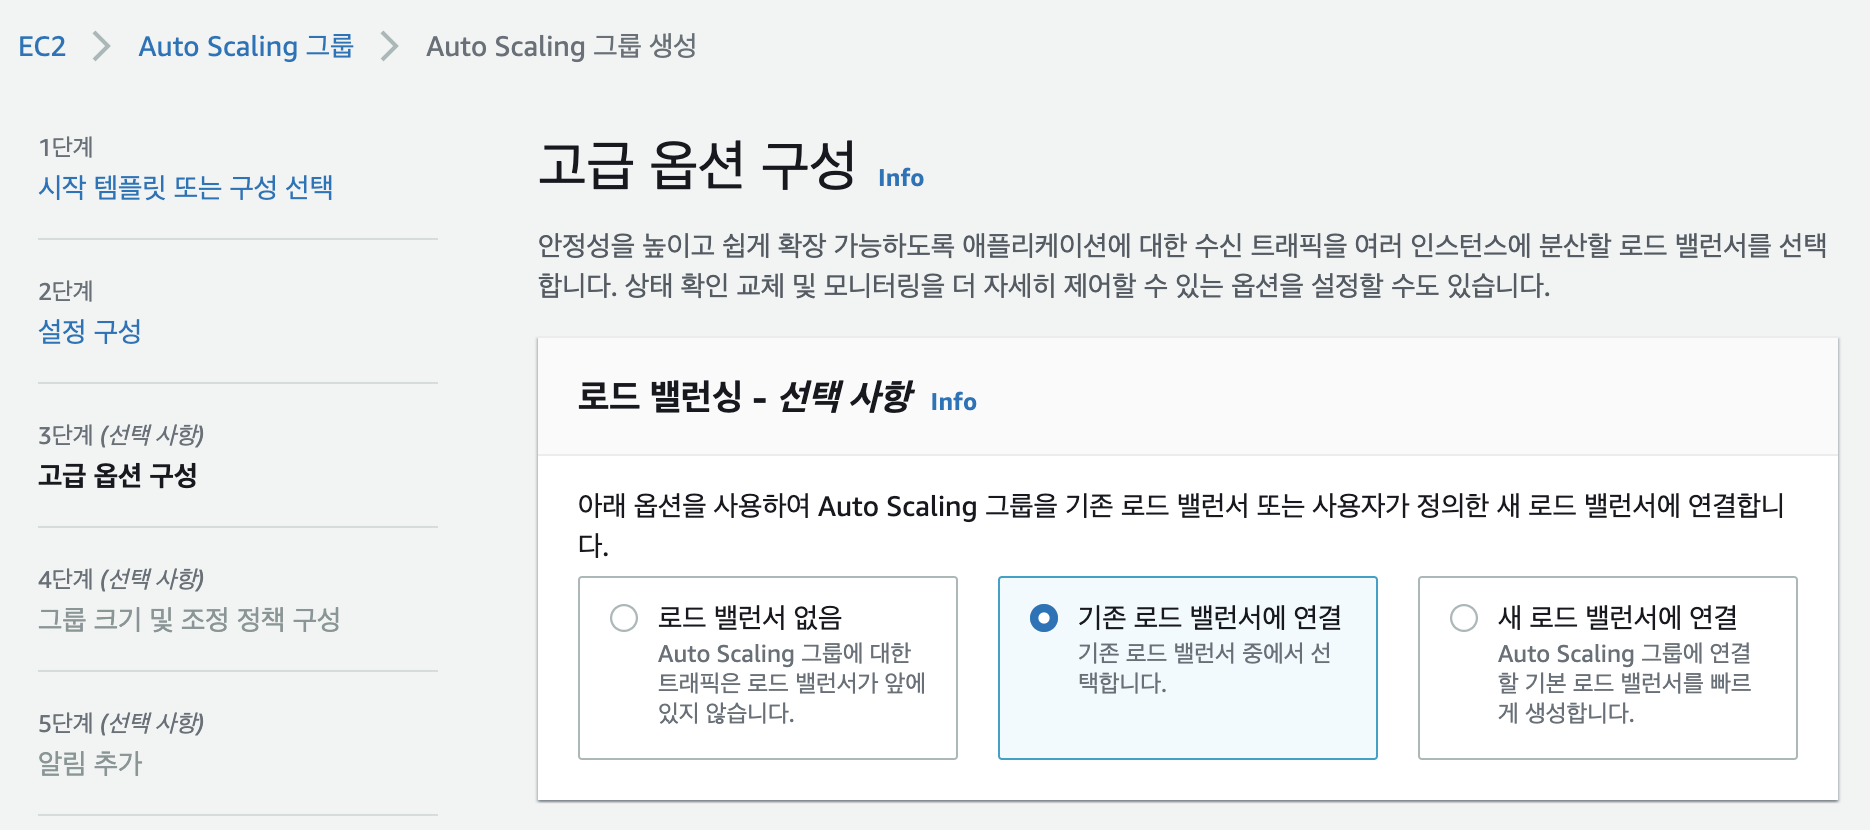 EC2 > Auto Scaling 그룹 > Auto Scaling 그룹 생성
1단계
시작 템플릿 또는 구성 선택
2단계
설정 구성
3단계 (선택 사항)
고급 옵션 구성
4단계 (선택 사항)
그룹 크기 및 조정 정책 구성
5단계 (선택 사항)
알림 추가
고급 옵션 구성 Info
안정성을 높이고 쉽게 확장 가능하도록 애플리케이션에 대한 수신 트래픽을 여러 인스턴스에 분산할 로드 밸런서를 선택
합니다. 상태 확인 교체 및 모니터링을 더 자세히 제어할 수 있는 옵션을 설정할 수도 있습니다.
로드 밸런싱 - 선택 사항 Info
아래 옵션을 사용하여 Auto Scaling 그룹을 기존 로드 밸런서 또는 사용자가 정의한 새 로드 밸런서에 연결합니
다.
로드 밸런서 없음
Auto Scaling 그룹에 대한
트래픽은 로드 밸런서가 앞에
있지 않습니다.
기존 로드 밸런서에 연결
기존 로드 밸런서 중에서 선
택합니다.
새 로드 밸런서에 연결
Auto Scaling 그룹에 연결
할 기본 로드 밸런서를 빠르
게 생성합니다.